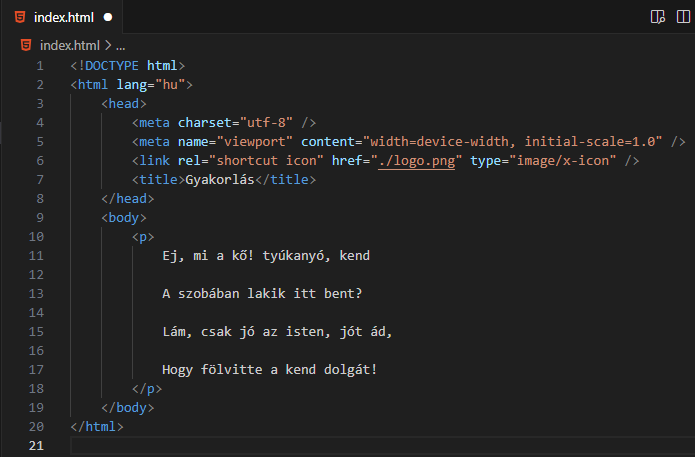 index.html
index.html > ...
1 <!DOCTYPE html>
2 <html lang="hu">
3 <head>
4 <meta charset="utf-8" />
5 <meta name="viewport" content="width=device-width, initial-scale=1.0" />
6 <link rel="shortcut icon" href="./logo.png" type="image/x-icon" />
7 <title>Gyakorlás</title>
8 </head>
9 <body>
10 <p>
11 Ej, mi a kő! tyúkanyó, kend
12
13 A szobában lakik itt bent?
14
15 Lám, csak jó az isten, jót ád,
16
17 Hogy fölvitte a kend dolgát!
18 </p>
19 </body>
20 </html>
21